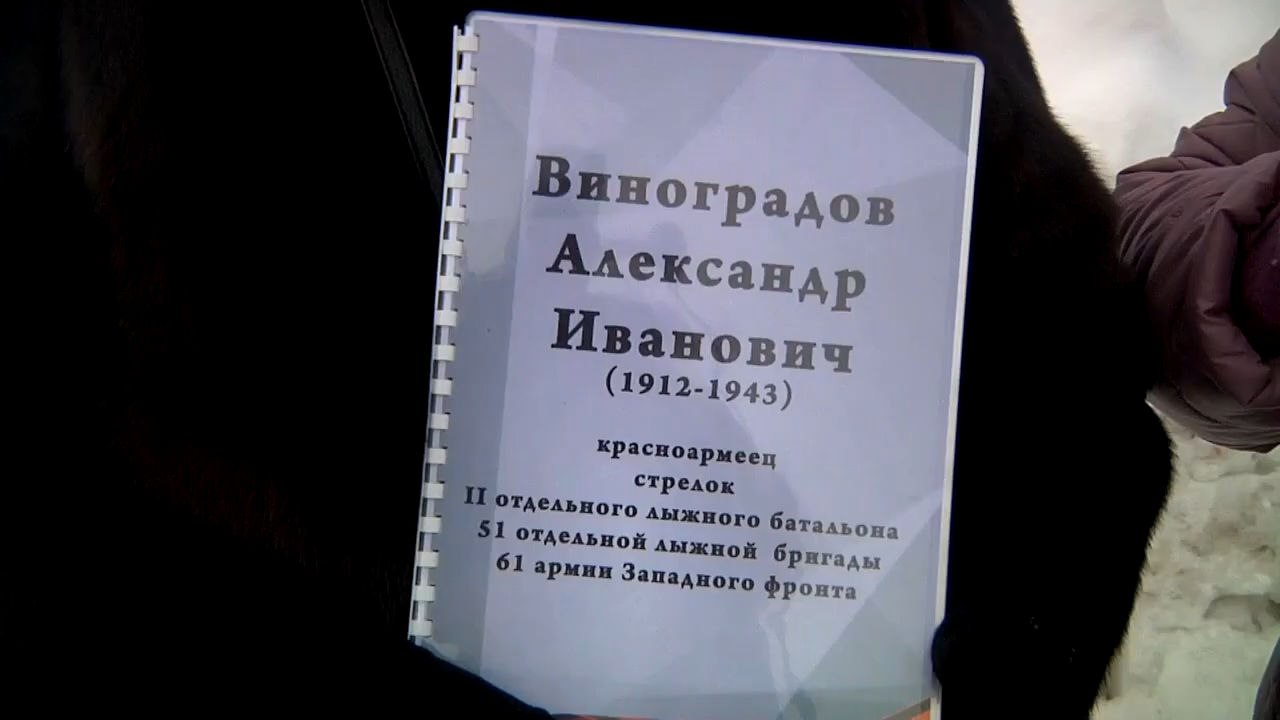 Виноградов
Александр
Иванович
(1912-1943)
красноармеец
стрелок
II отдельного лыжного батальона
51 отдельной лыжной бригады
61 армии Западного фронта